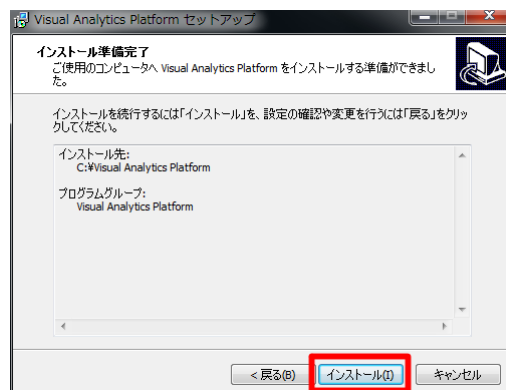 Visual Analytics Platform セットアップ
インストール準備完了
ご使用のコンピュータへ Visual Analytics Platform をインストールする準備ができまし
た。
インストールを続行するには「インストール」を、設定の確認や変更を行うには「戻る」をクリッ
クしてください。
インストール先:
C:¥Visual Analytics Platform
プログラムグループ:
Visual Analytics Platform
< 戻る(B)
インストール(I)
キャンセル